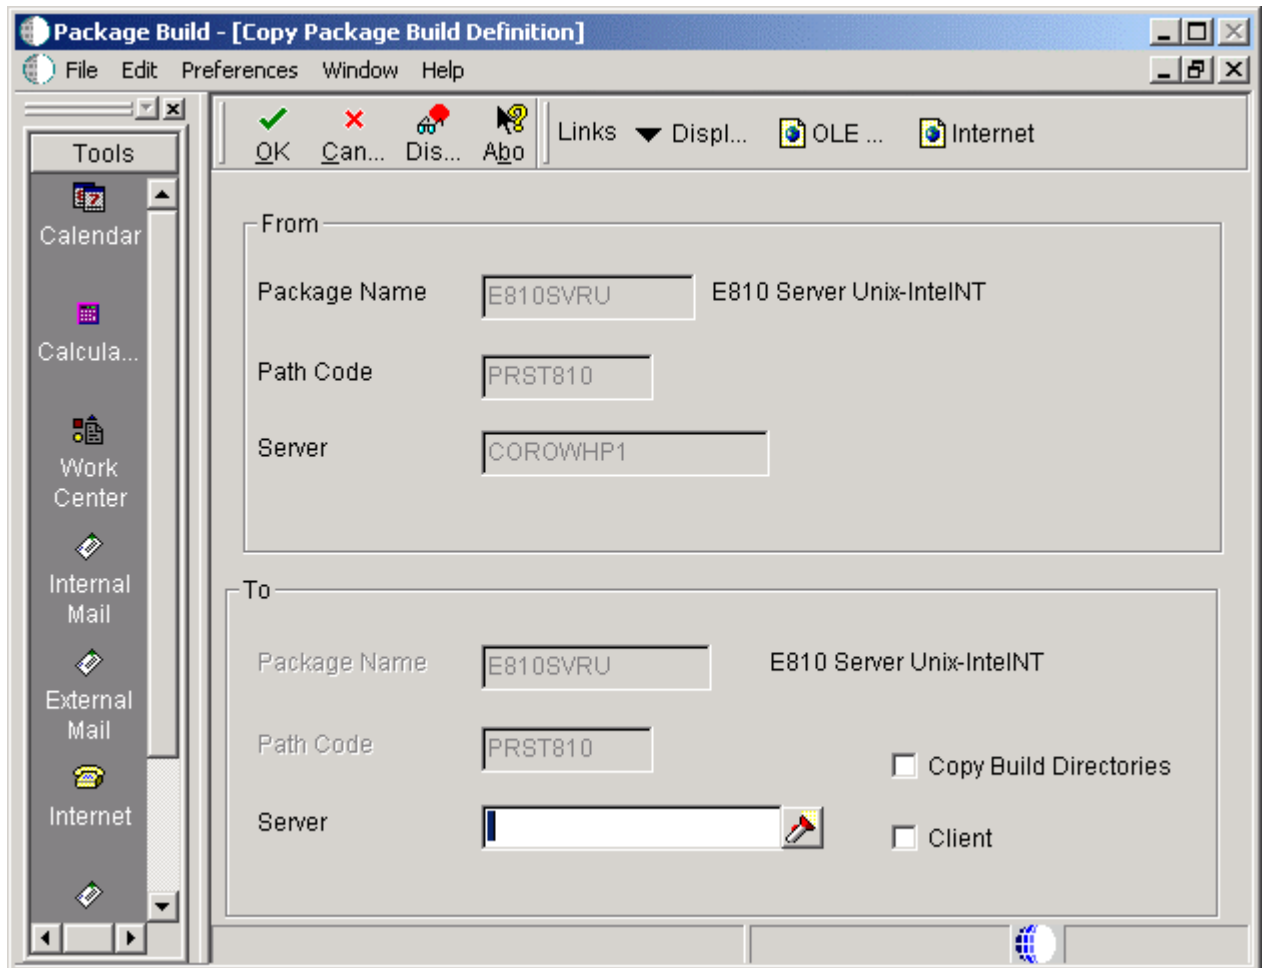 Package Build - [Copy Package Build Definition]
File Edit Preferences Window Help
Tools
Calendar
Calcula...
Work
Center
Internal
Mail
External
Mail
Internet
OK Can... Dis... Abo
Links Displ... OLE ... Internet
From
Package Name E810SVRU E810 Server Unix-IntelNT
Path Code PRST810
Server COROWHP1
To
Package Name E810SVRU E810 Server Unix-IntelNT
Path Code PRST810
Copy Build Directories
Server
Client